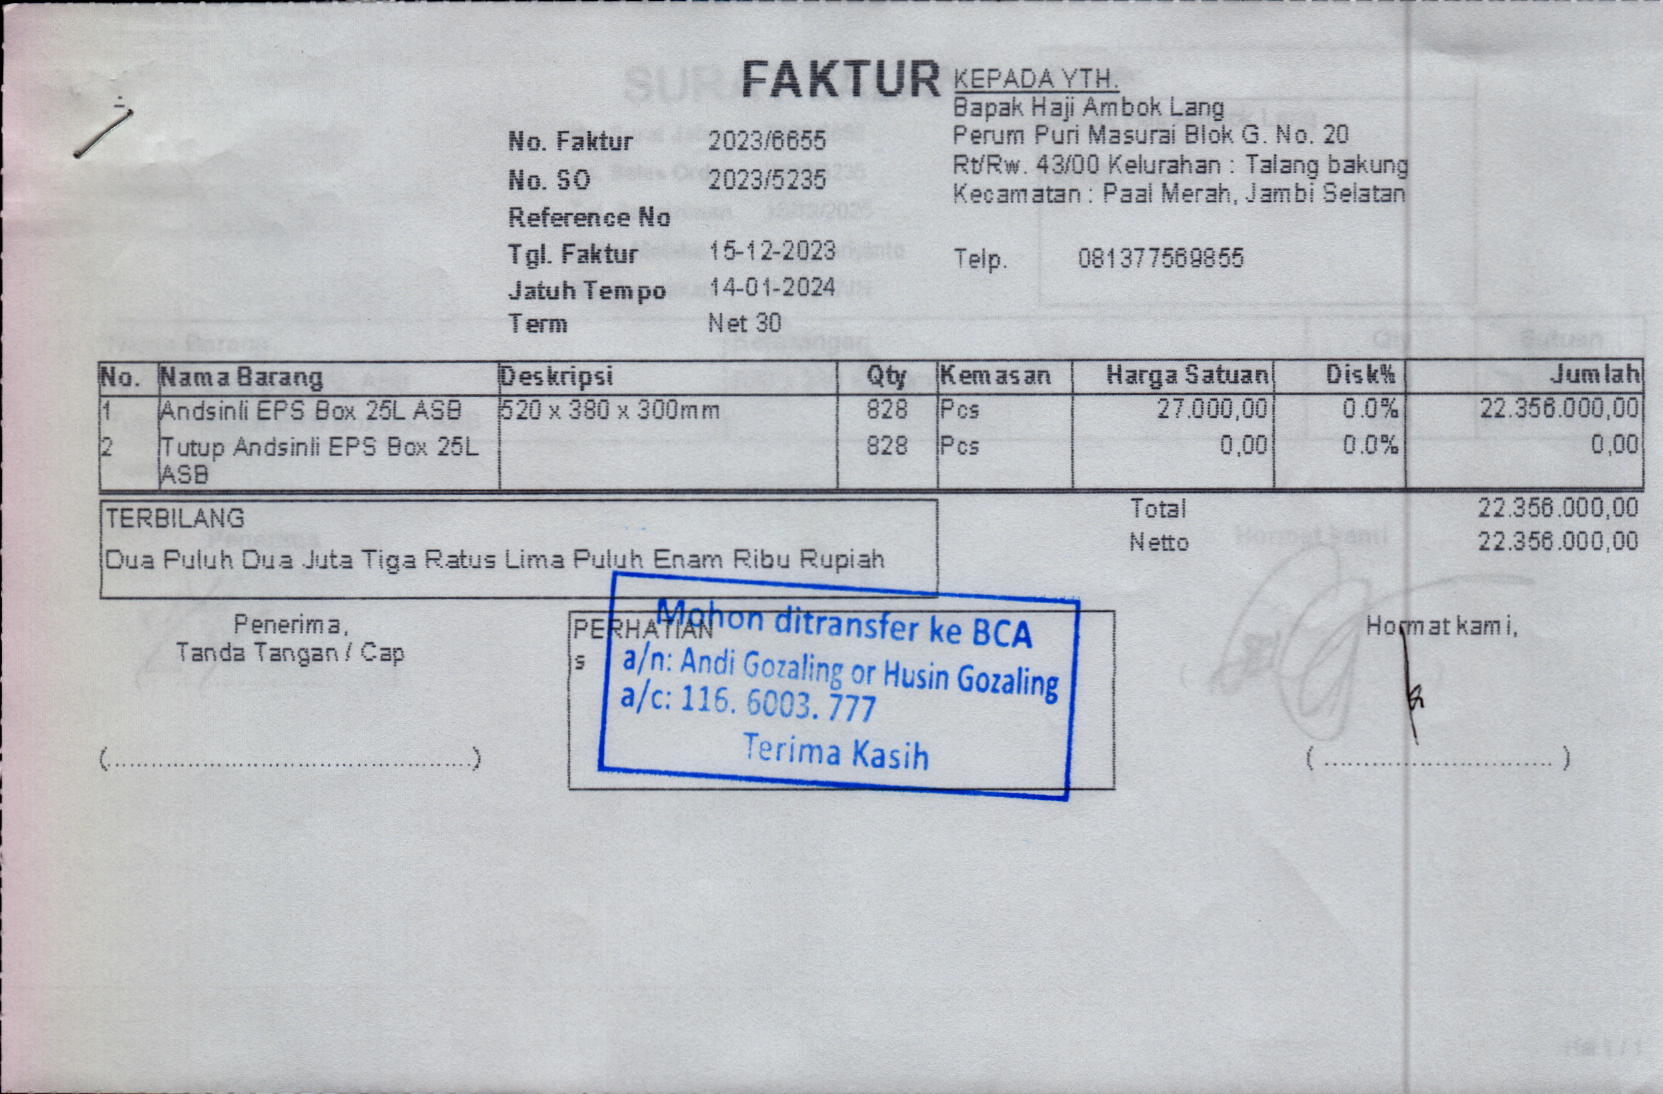 FAKTUR
No. Faktur 2023/6655
No. SO 2023/5235
Reference No
Tgl. Faktur 15-12-2023
Jatuh Tempo 14-01-2024
Term Net 30
KEPADA YTH.
Bapak Haji Ambok Lang
Perum Puri Masurai Blok G. No. 20
Rt/Rw. 43/00 Kelurahan : Talang bakung
Kecamatan : Paal Merah, Jambi Selatan
Telp. 081377569855
No. Nama Barang Deskripsi Qty Kemasan Harga Satuan Disk% Jumlah
1 Andsinli EPS Box 25L ASB 520 x 380 x 300mm 828 Pcs 27.000,00 0.0% 22.356.000,00
2 Tutup Andsinli EPS Box 25L 828 Pcs 0,00 0.0% 0,00
ASB
Total 22.356.000,00
Netto 22.356.000,00
TERBILANG
Dua Puluh Dua Juta Tiga Ratus Lima Puluh Enam Ribu Rupiah
Penerima,
Tanda Tangan / Cap
(............................................)
PERHATIAN
s
Mohon ditransfer ke BCA
a/n: Andi Gozaling or Husin Gozaling
a/c: 116. 6003. 777
Terima Kasih
Hormat kami,
( ............................ )